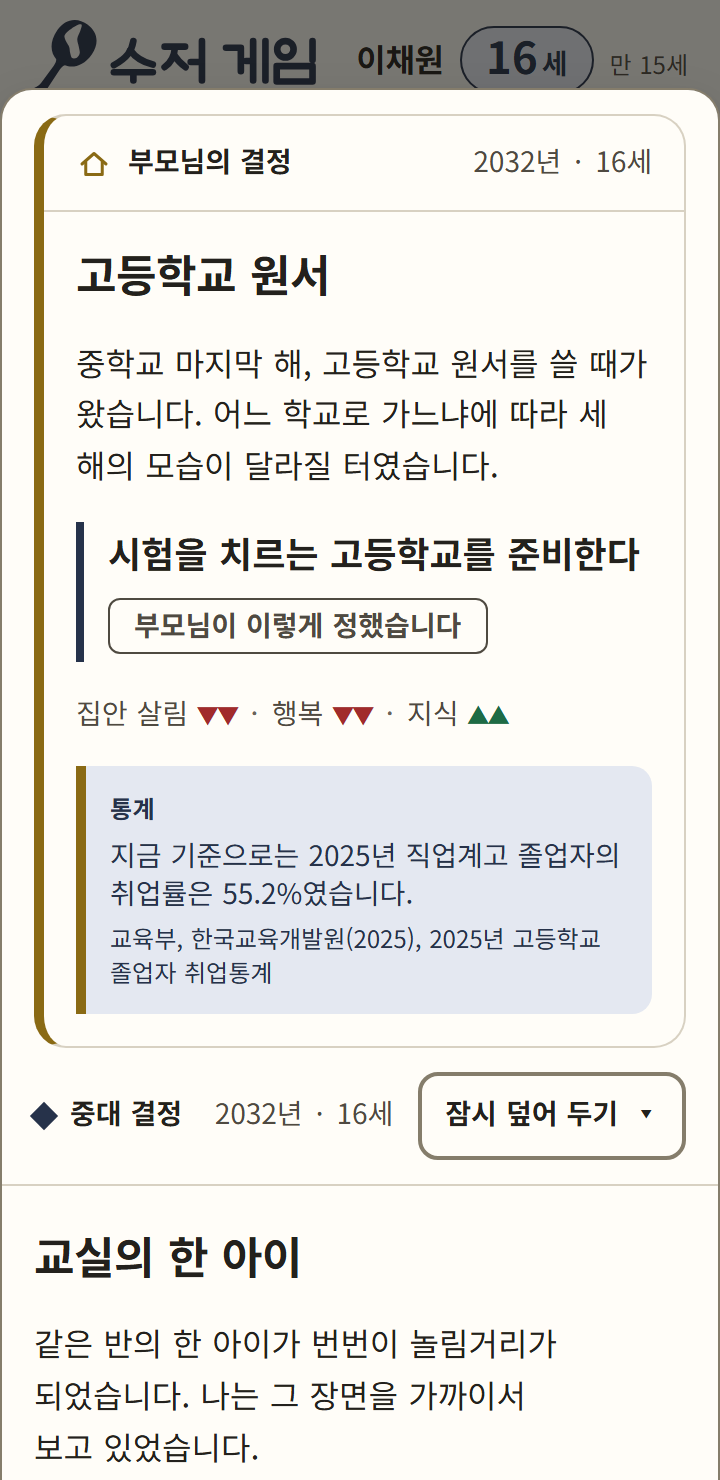 수저 게임 이채원 16세 만 15세
부모님의 결정 2032년 · 16세
고등학교 원서
중학교 마지막 해, 고등학교 원서를 쓸 때가
왔습니다. 어느 학교로 가느냐에 따라 세
해의 모습이 달라질 터였습니다.
시험을 치르는 고등학교를 준비한다
부모님이 이렇게 정했습니다
집안 살림 ▼▼ · 행복 ▼▼ · 지식 ▲▲
통계
지금 기준으로는 2025년 직업계고 졸업자의
취업률은 55.2%였습니다.
교육부, 한국교육개발원(2025), 2025년 고등학교
졸업자 취업통계
중대 결정 2032년 · 16세 잠시 덮어 두기 ▼
교실의 한 아이
같은 반의 한 아이가 번번이 놀림거리가
되었습니다. 나는 그 장면을 가까이서
보고 있었습니다.